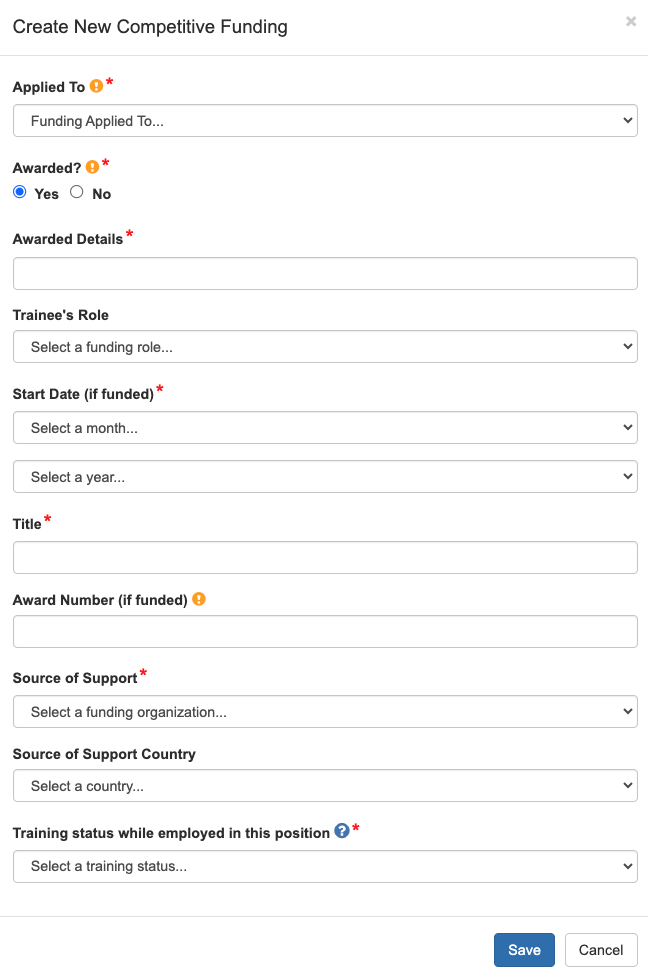 Create New Competitive Funding ×
Applied To ! *
Funding Applied To...
Awarded? ! *
Yes No
Awarded Details *
Trainee's Role
Select a funding role...
Start Date (if funded) *
Select a month...
Select a year...
Title *
Award Number (if funded) !
Source of Support *
Select a funding organization...
Source of Support Country
Select a country...
Training status while employed in this position ? *
Select a training status...
Save Cancel